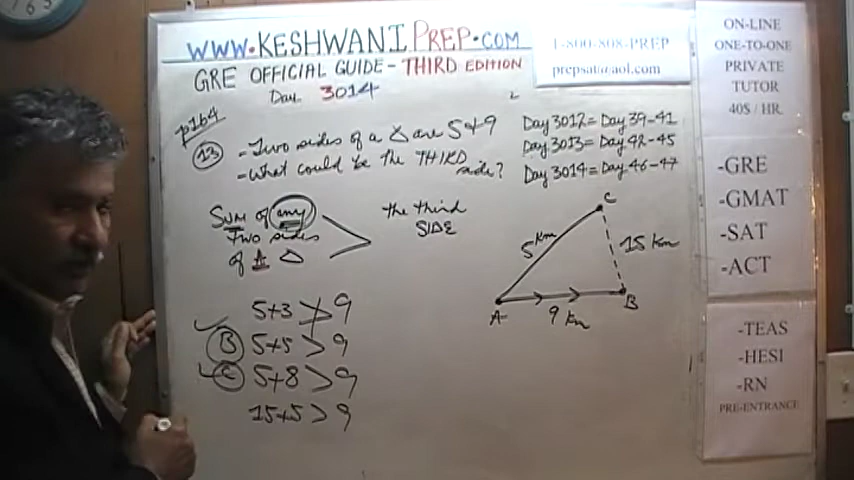 WWW.KESHWANIPREP.COM
GRE OFFICIAL GUIDE - THIRD EDITION
Day 3014
1-800-808-PREP
prepsat@aol.com
p164
13
- Two sides of a △ are 5 & 9
- What could be the THIRD side?
Day 3012 = Day 39-41
Day 3013 = Day 42-45
Day 3014 = Day 46-47
SUM of any
two sides
of A △
>
the third
SIDE
5+3 ≯ 9
B 5+5 > 9
C 5+8 > 9
15+5 > 9
C
5 Km
15 Km
A
B
9 Km
ON-LINE
ONE-TO-ONE
PRIVATE
TUTOR
40$ / HR.
-GRE
-GMAT
-SAT
-ACT
-TEAS
-HESI
-RN
PRE-ENTRANCE